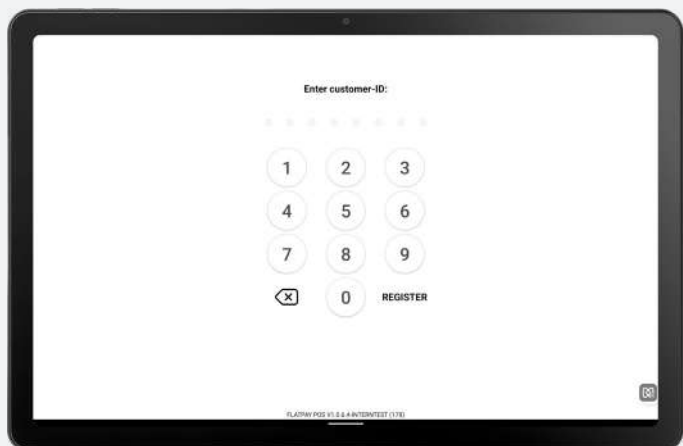 Enter customer-ID:
1 2 3
4 5 6
7 8 9
0 REGISTER
FLATPAY POS V1.0.6.4-INTERNTEST (178)